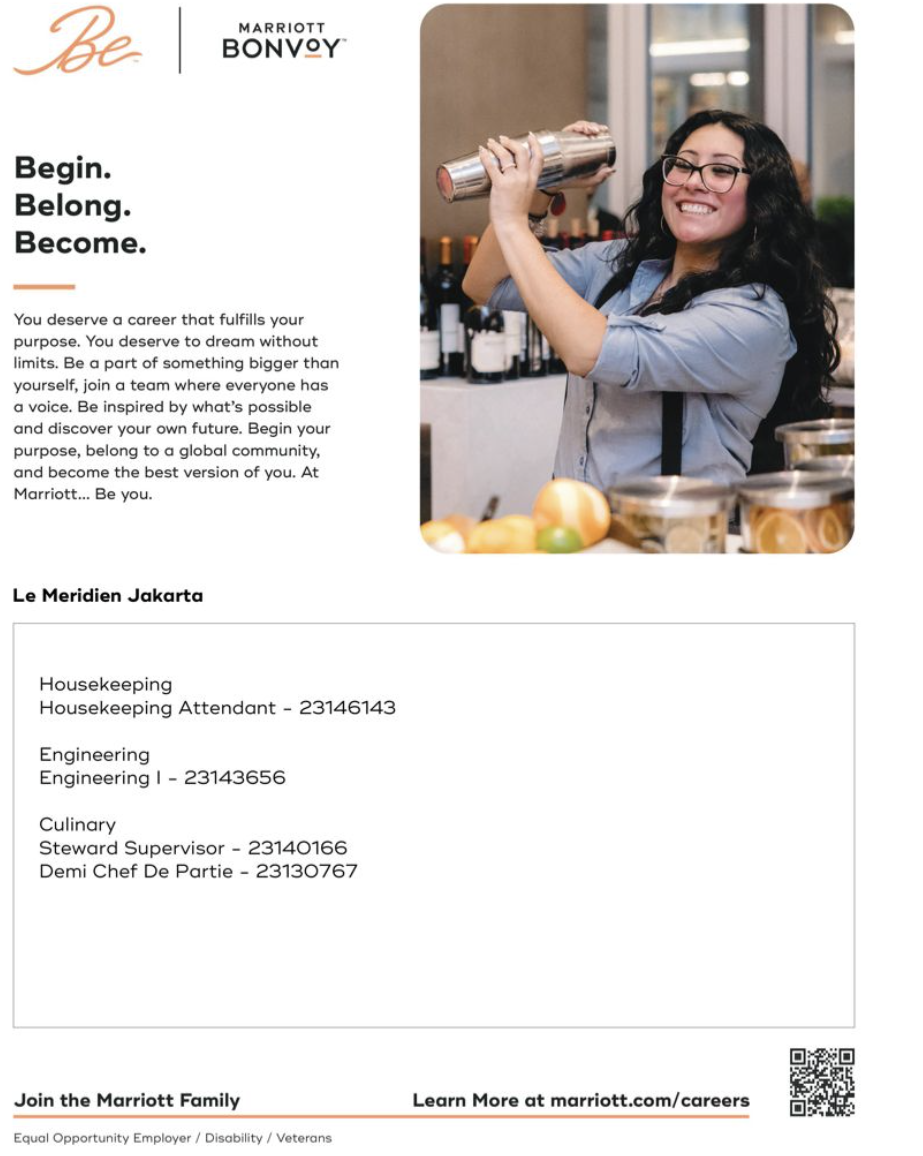 Be
MARRIOTT
BONVOY™
Begin.
Belong.
Become.
You deserve a career that fulfills your
purpose. You deserve to dream without
limits. Be a part of something bigger than
yourself, join a team where everyone has
a voice. Be inspired by what's possible
and discover your own future. Begin your
purpose, belong to a global community,
and become the best version of you. At
Marriott... Be you.
Le Meridien Jakarta
Housekeeping
Housekeeping Attendant - 23146143
Engineering
Engineering I - 23143656
Culinary
Steward Supervisor - 23140166
Demi Chef De Partie - 23130767
Join the Marriott Family
Learn More at marriott.com/careers
Equal Opportunity Employer / Disability / Veterans